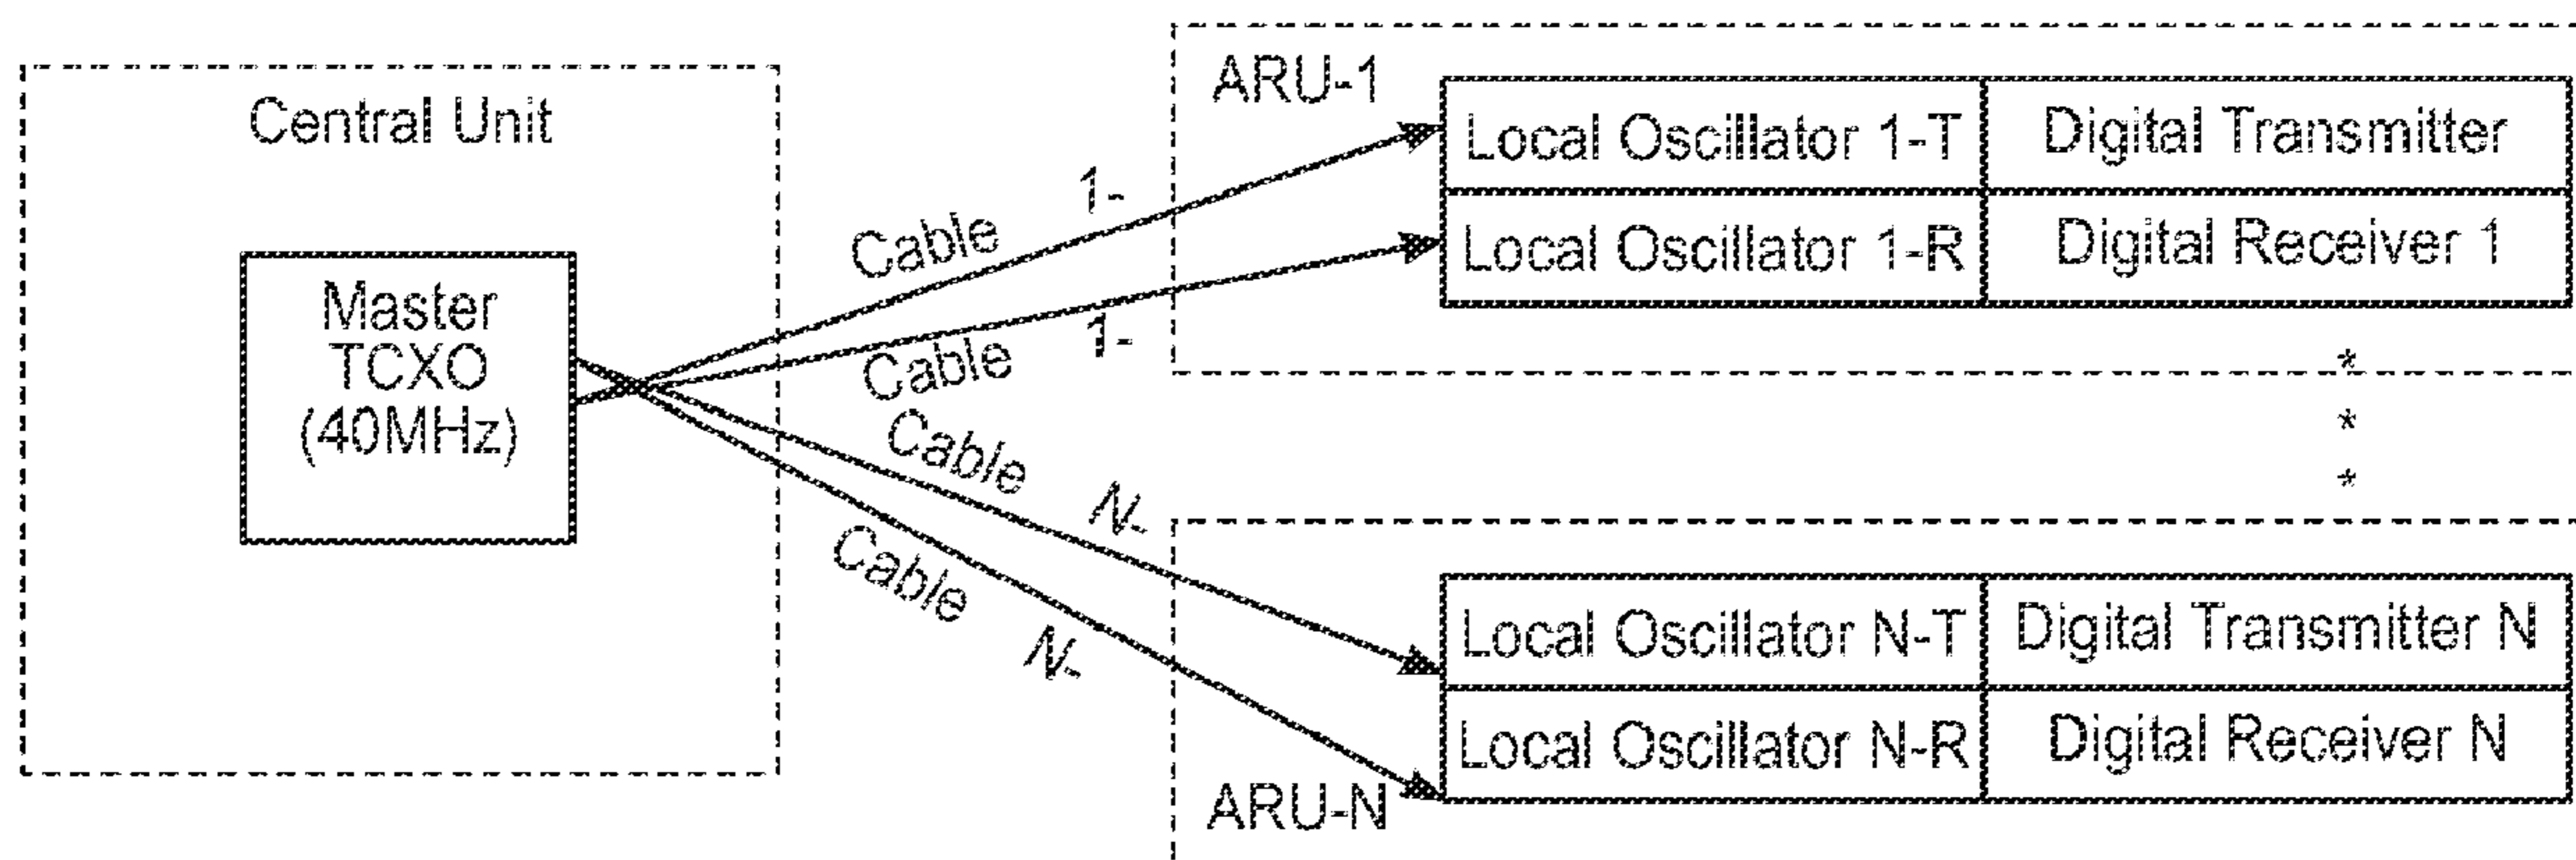 Central Unit
Master
TCXO
(40MHz)
Cable 1-
Cable 1-
Cable N-
Cable N-
ARU-1
Local Oscillator 1-T Digital Transmitter
Local Oscillator 1-R Digital Receiver 1
*
*
*
Local Oscillator N-T Digital Transmitter N
Local Oscillator N-R Digital Receiver N
ARU-N